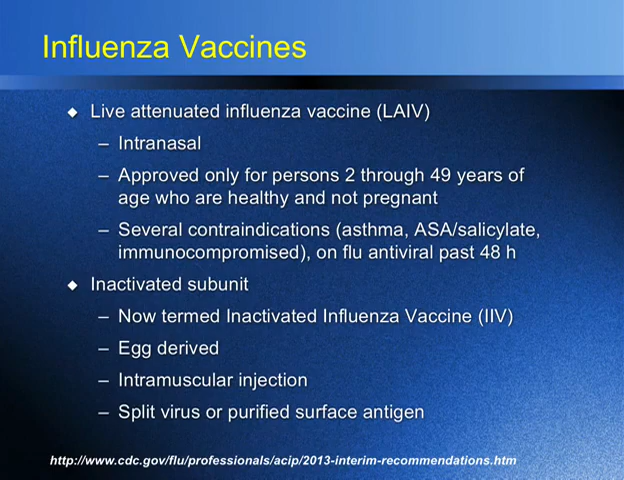 Influenza Vaccines
◆ Live attenuated influenza vaccine (LAIV)
– Intranasal
– Approved only for persons 2 through 49 years of
age who are healthy and not pregnant
– Several contraindications (asthma, ASA/salicylate,
immunocompromised), on flu antiviral past 48 h
◆ Inactivated subunit
– Now termed Inactivated Influenza Vaccine (IIV)
– Egg derived
– Intramuscular injection
– Split virus or purified surface antigen
http://www.cdc.gov/flu/professionals/acip/2013-interim-recommendations.htm